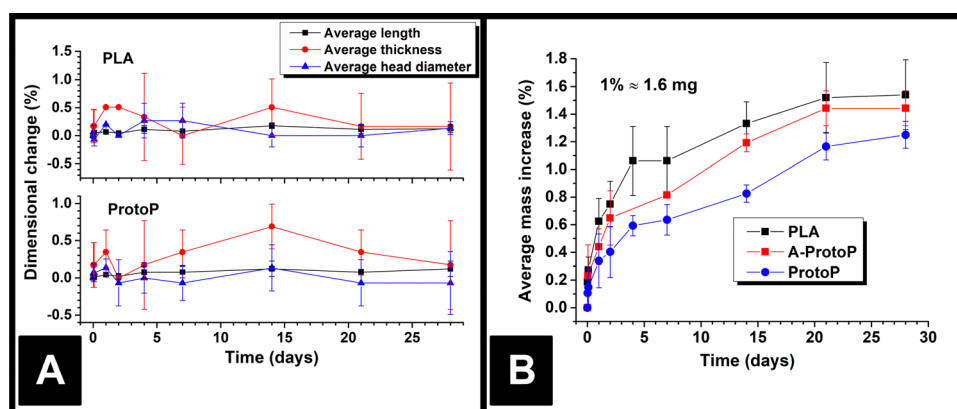 Average length
Average thickness
Average head diameter
PLA
1.5
1.0
0.5
0.0
-0.5
ProtoP
1.0
0.5
0.0
-0.5
0 5 10 15 20 25
Time (days)
Dimensional change (%)
A
1% ≈ 1.6 mg
1.8
1.6
1.4
1.2
1.0
0.8
0.6
0.4
0.2
0.0
PLA
A-ProtoP
ProtoP
0 5 10 15 20 25 30
Time (days)
Average mass increase (%)
B